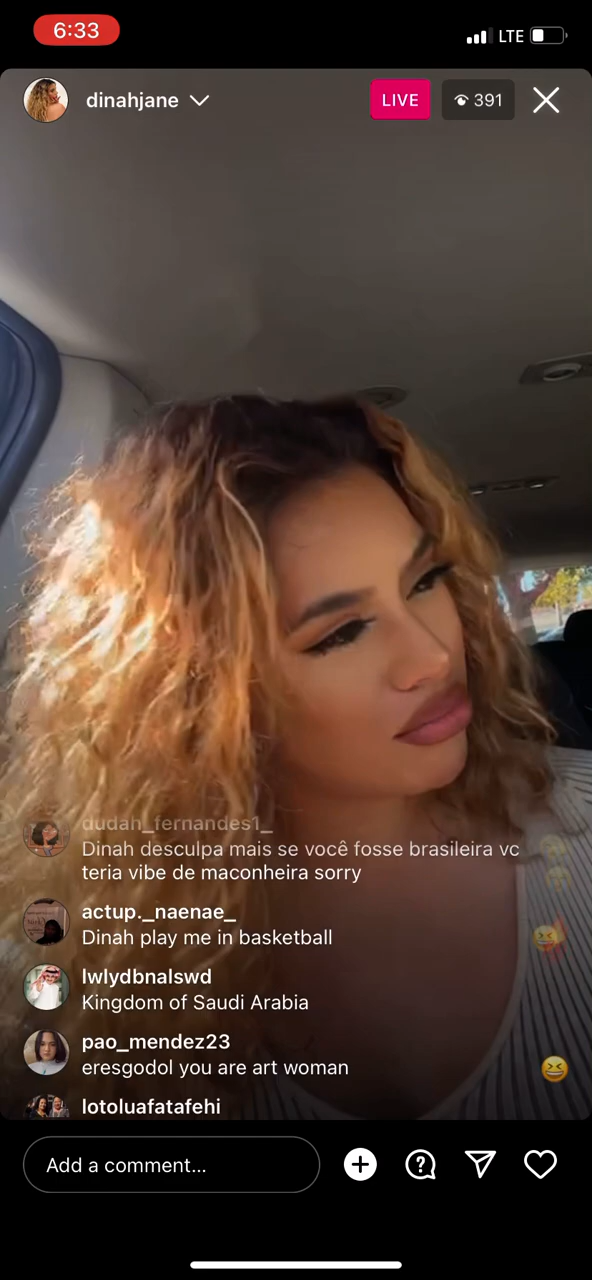 6:33
LTE
dinahjane
LIVE
391
dudah_fernandes1_
Dinah desculpa mais se você fosse brasileira vc
teria vibe de maconheira sorry
actup._naenae_
Dinah play me in basketball
lwlydbnalswd
Kingdom of Saudi Arabia
pao_mendez23
eresgodol you are art woman
lotoluafatafehi
Add a comment...